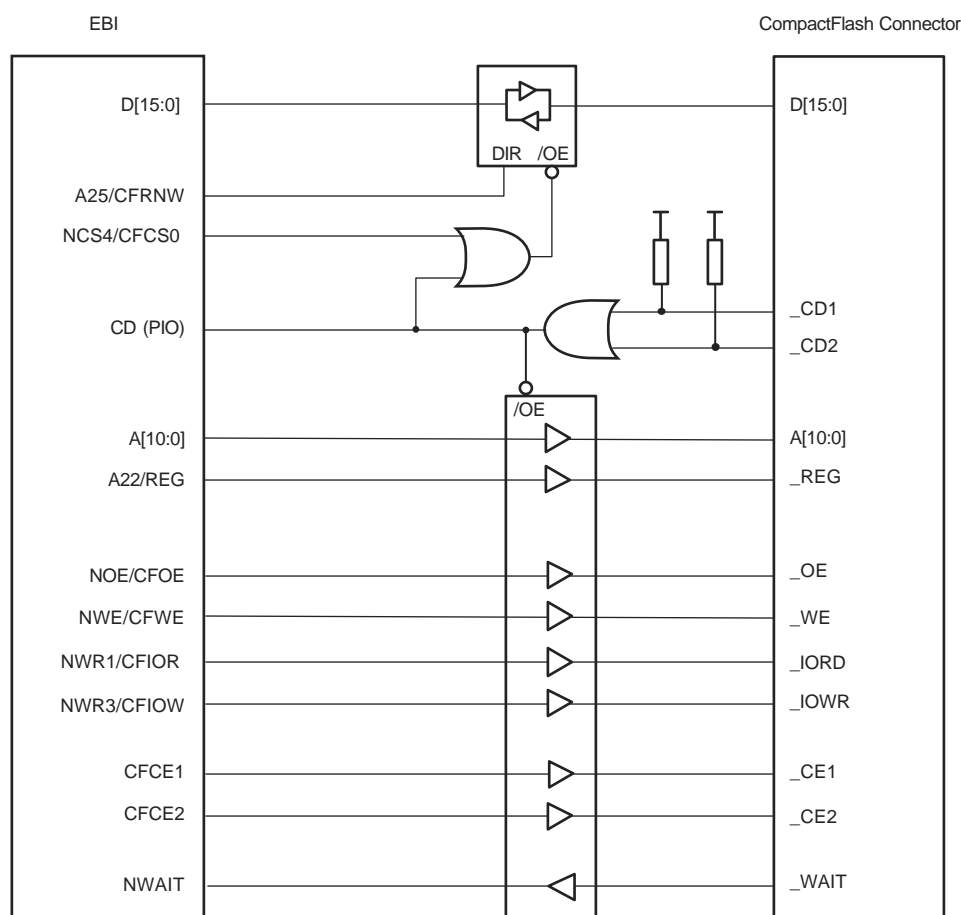 EBI CompactFlash Connector
D[15:0] D[15:0]
DIR /OE
A25/CFRNW
NCS4/CFCS0
_CD1
CD (PIO)
_CD2
/OE
A[10:0] A[10:0]
A22/REG _REG
NOE/CFOE _OE
NWE/CFWE _WE
NWR1/CFIOR _IORD
NWR3/CFIOW _IOWR
CFCE1 _CE1
CFCE2 _CE2
NWAIT _WAIT